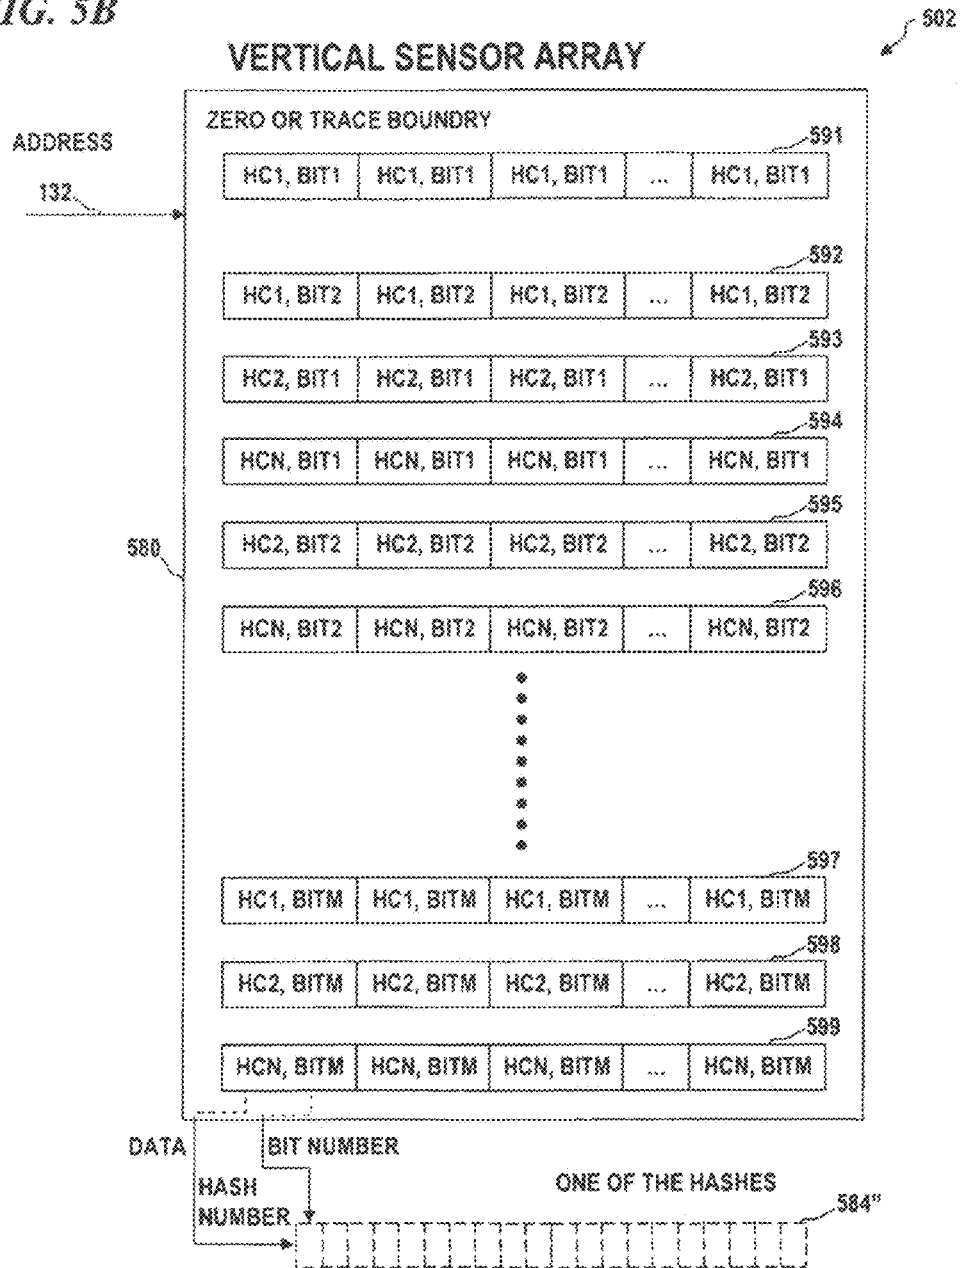 FIG. 5B
502
VERTICAL SENSOR ARRAY
ZERO OR TRACE BOUNDRY
ADDRESS
132
591
HC1, BIT1 HC1, BIT1 HC1, BIT1 ... HC1, BIT1
592
HC1, BIT2 HC1, BIT2 HC1, BIT2 ... HC1, BIT2
593
HC2, BIT1 HC2, BIT1 HC2, BIT1 ... HC2, BIT1
594
HCN, BIT1 HCN, BIT1 HCN, BIT1 ... HCN, BIT1
595
580
HC2, BIT2 HC2, BIT2 HC2, BIT2 ... HC2, BIT2
596
HCN, BIT2 HCN, BIT2 HCN, BIT2 ... HCN, BIT2
597
HC1, BITM HC1, BITM HC1, BITM ... HC1, BITM
598
HC2, BITM HC2, BITM HC2, BITM ... HC2, BITM
599
HCN, BITM HCN, BITM HCN, BITM ... HCN, BITM
DATA
BIT NUMBER
HASH
NUMBER
ONE OF THE HASHES
584"